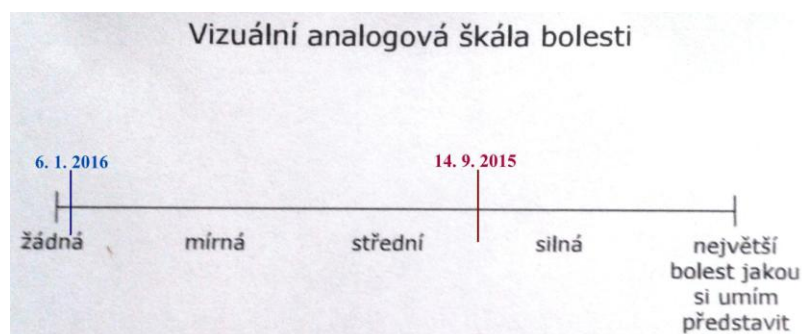 Vizuální analogová škála bolesti
6. 1. 2016
14. 9. 2015
žádná
mírná
střední
silná
největší
bolest jakou
si umím
představit